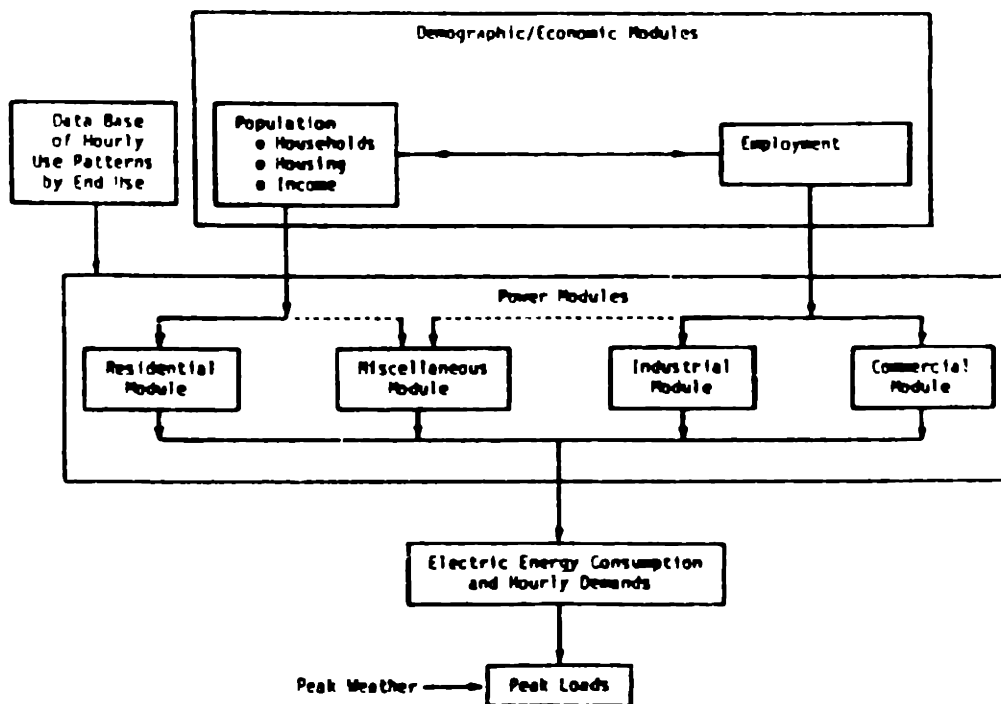 Demographic/Economic Modules
Data Base
of Hourly
Use Patterns
by End Use
Population
● Households
● Housing
● Income
Employment
Power Modules
Residential
Module
Miscellaneous
Module
Industrial
Module
Commercial
Module
Electric Energy Consumption
and Hourly Demands
Peak Weather
Peak Loads